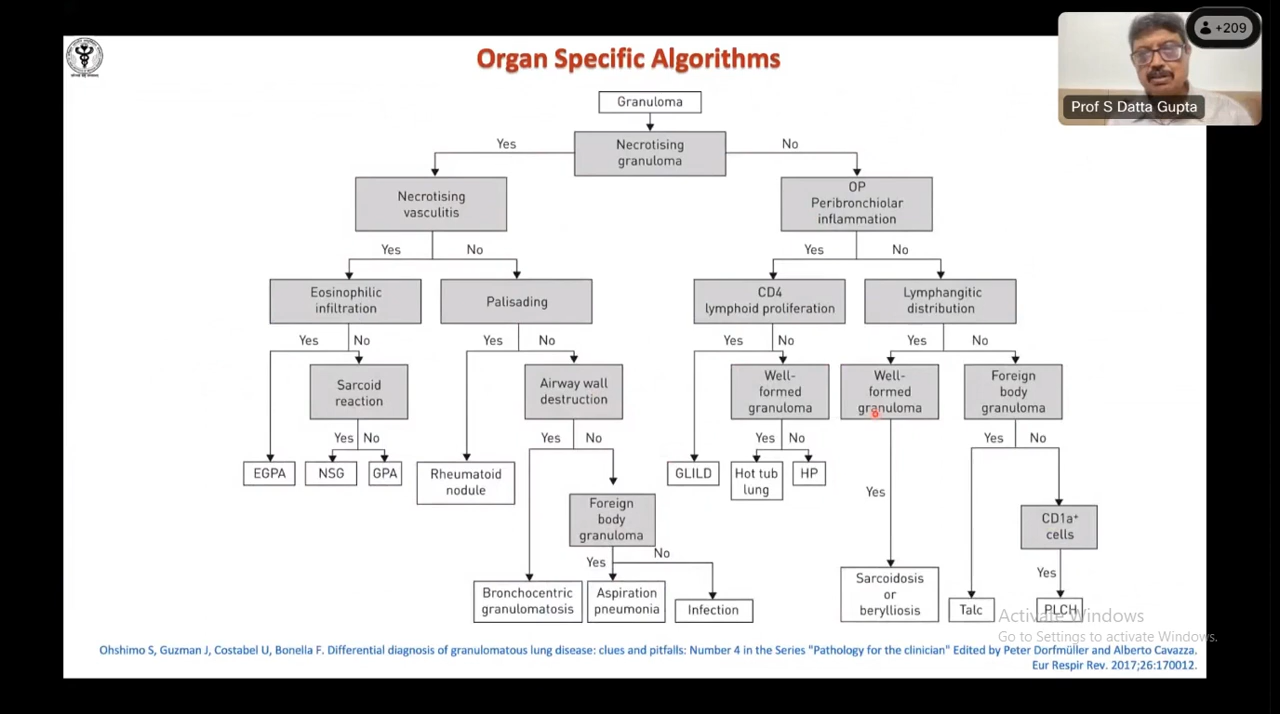 Organ Specific Algorithms
+209
Prof S Datta Gupta
Granuloma
Necrotising
granuloma
Yes
No
Necrotising
vasculitis
OP
Peribronchiolar
inflammation
Yes
No
Yes
No
Eosinophilic
infiltration
Palisading
CD4
lymphoid proliferation
Lymphangitic
distribution
Yes
No
Yes
No
Yes
No
Yes
No
Sarcoid
reaction
Airway wall
destruction
Well-
formed
granuloma
Well-
formed
granuloma
Foreign
body
granuloma
Yes
No
Yes
No
Yes
No
Yes
No
EGPA
NSG
GPA
Rheumatoid
nodule
GLILD
Hot tub
lung
HP
Yes
Foreign
body
granuloma
CD1a⁺
cells
Yes
No
Yes
Bronchocentric
granulomatosis
Aspiration
pneumonia
Infection
Sarcoidosis
or
berylliosis
Talc
PLCH
Activate Windows
Go to Settings to activate Windows.
Ohshimo S, Guzman J, Costabel U, Bonella F. Differential diagnosis of granulomatous lung disease: clues and pitfalls: Number 4 in the Series "Pathology for the clinician" Edited by Peter Dorfmüller and Alberto Cavazza.
Eur Respir Rev. 2017;26:170012.